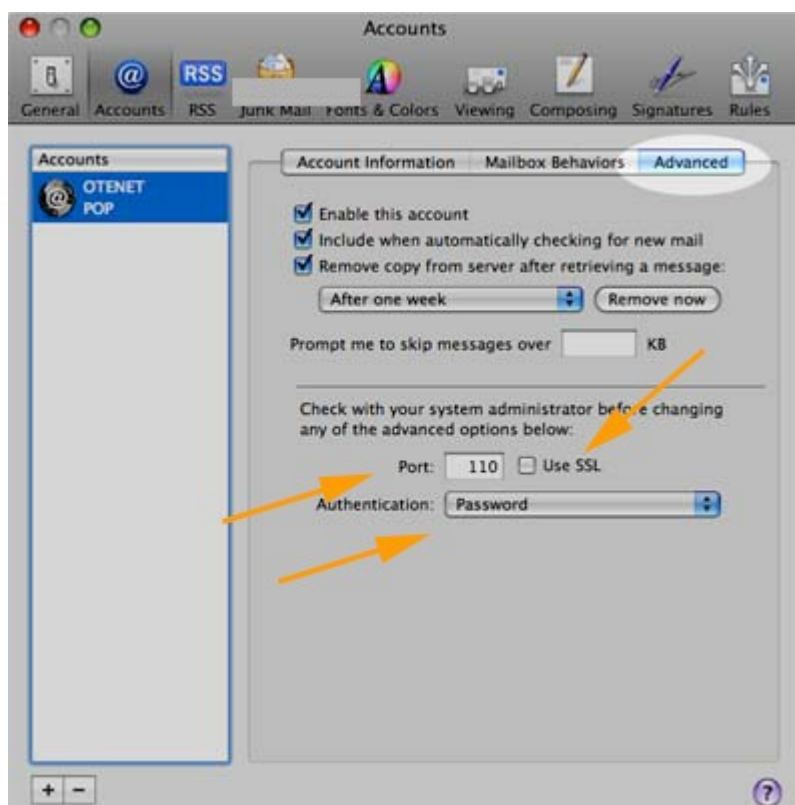 Accounts
General Accounts RSS Junk Mail Fonts & Colors Viewing Composing Signatures Rules
RSS
Accounts
OTENET
POP
Account Information Mailbox Behaviors Advanced
Enable this account
Include when automatically checking for new mail
Remove copy from server after retrieving a message:
After one week Remove now
Prompt me to skip messages over KB
Check with your system administrator before changing
any of the advanced options below:
Port: 110 Use SSL
Authentication: Password
+ - ?